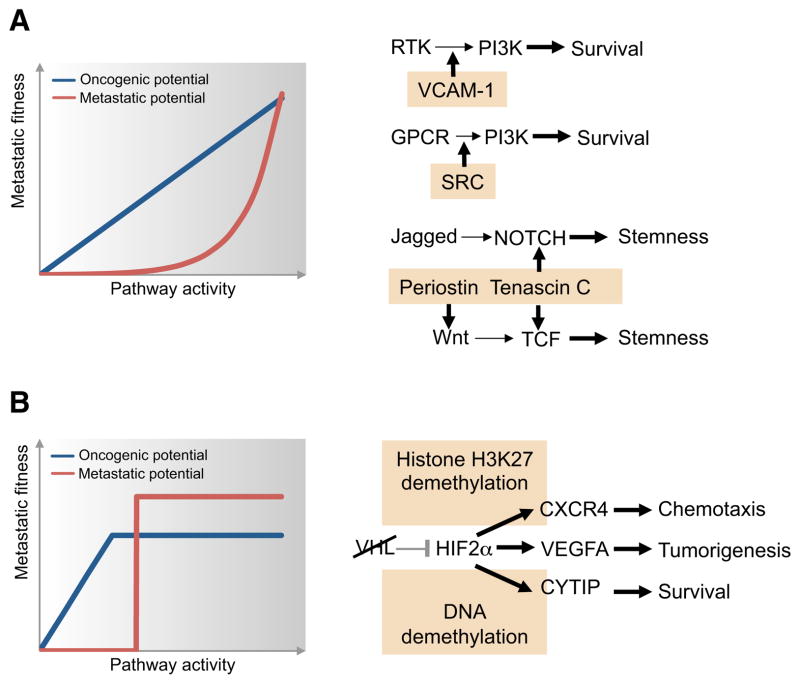 A
Metastatic fitness
Oncogenic potential
Metastatic potential
Pathway activity
RTK PI3K Survival
VCAM-1
GPCR PI3K Survival
SRC
Jagged NOTCH Stemness
Periostin Tenascin C
Wnt TCF Stemness
B
Metastatic fitness
Oncogenic potential
Metastatic potential
Pathway activity
Histone H3K27
demethylation
CXCR4 Chemotaxis
VHL HIF2α VEGFA Tumorigenesis
CYTIP Survival
DNA
demethylation